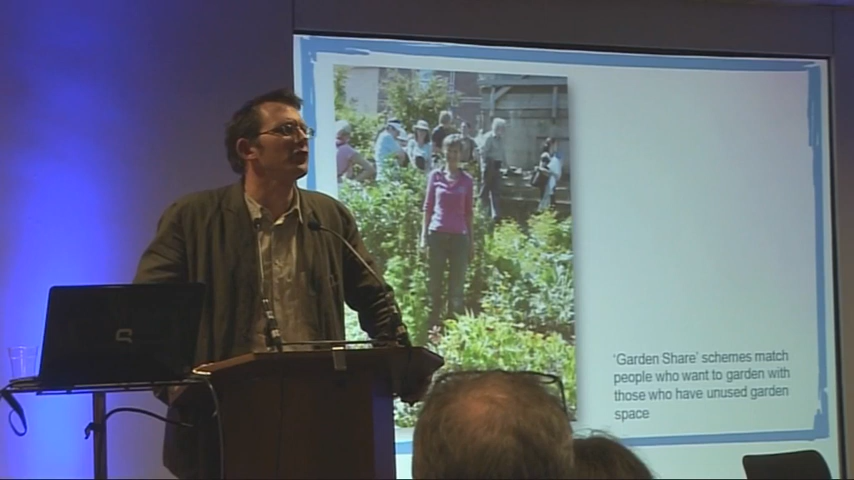 'Garden Share' schemes match
people who want to garden with
those who have unused garden
space